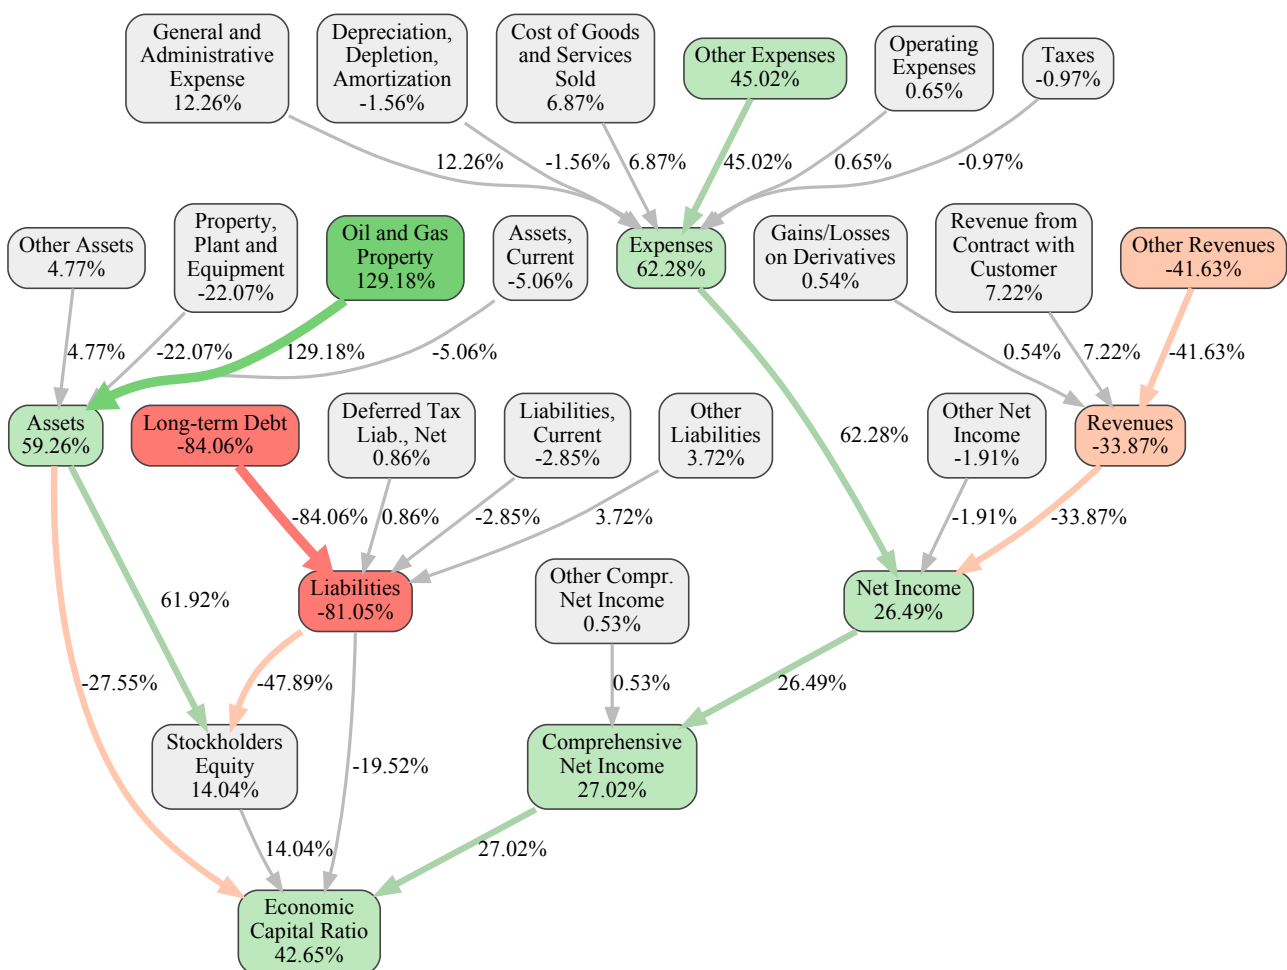 General and
Administrative
Expense
12.26%
Depreciation,
Depletion,
Amortization
-1.56%
Cost of Goods
and Services
Sold
6.87%
Other Expenses
45.02%
Operating
Expenses
0.65%
Taxes
-0.97%
12.26%
-1.56%
6.87%
45.02%
0.65%
-0.97%
Other Assets
4.77%
Property,
Plant and
Equipment
-22.07%
Oil and Gas
Property
129.18%
Assets,
Current
-5.06%
Expenses
62.28%
Gains/Losses
on Derivatives
0.54%
Revenue from
Contract with
Customer
7.22%
Other Revenues
-41.63%
4.77%
-22.07%
129.18%
-5.06%
0.54%
7.22%
-41.63%
Assets
59.26%
Long-term Debt
-84.06%
Deferred Tax
Liab., Net
0.86%
Liabilities,
Current
-2.85%
Other
Liabilities
3.72%
62.28%
Other Net
Income
-1.91%
Revenues
-33.87%
-84.06%
0.86%
-2.85%
3.72%
-1.91%
-33.87%
61.92%
Liabilities
-81.05%
Other Compr.
Net Income
0.53%
Net Income
26.49%
-27.55%
-47.89%
0.53%
26.49%
Stockholders
Equity
14.04%
-19.52%
Comprehensive
Net Income
27.02%
14.04%
27.02%
Economic
Capital Ratio
42.65%